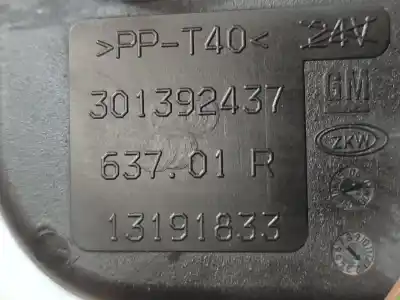 >PP-T40< 24V
301392437
GM
637.01 R
ZKW
13191833